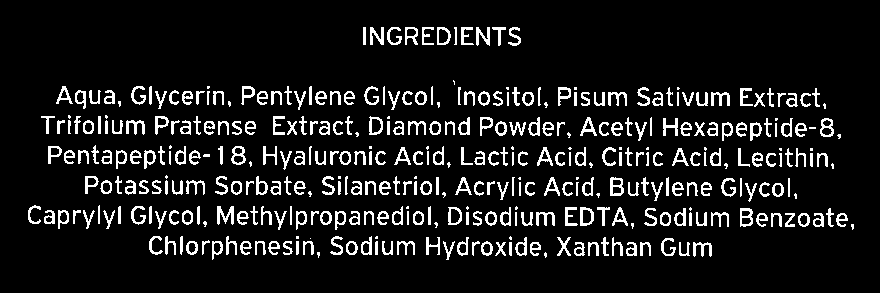 INGREDIENTS
Aqua, Glycerin, Pentylene Glycol, Inositol, Pisum Sativum Extract,
Trifolium Pratense Extract, Diamond Powder, Acetyl Hexapeptide-8,
Pentapeptide-18, Hyaluronic Acid, Lactic Acid, Citric Acid, Lecithin,
Potassium Sorbate, Silanetriol, Acrylic Acid, Butylene Glycol,
Caprylyl Glycol, Methylpropanediol, Disodium EDTA, Sodium Benzoate,
Chlorphenesin, Sodium Hydroxide, Xanthan Gum